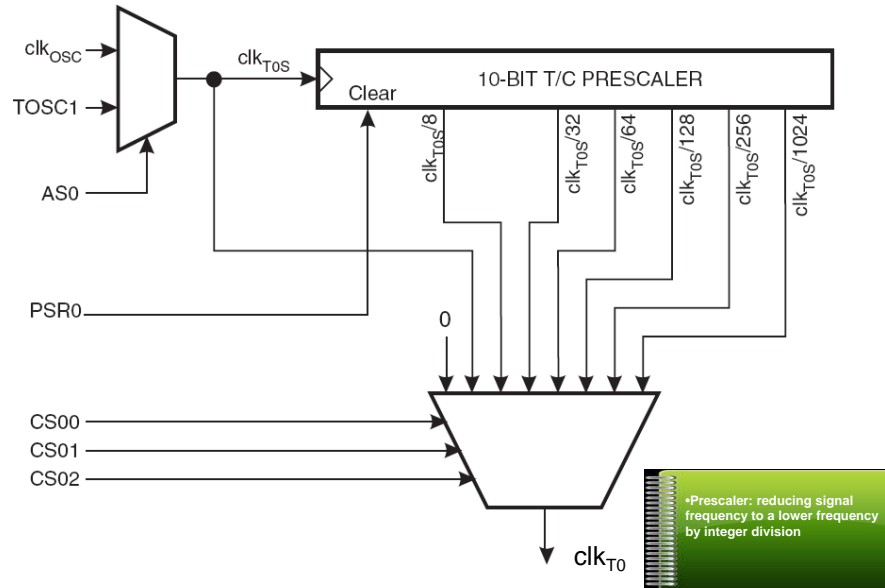 clkOSC
clkT0S
10-BIT T/C PRESCALER
Clear
TOSC1
clkT0S/8
clkT0S/32
clkT0S/64
clkT0S/128
clkT0S/256
clkT0S/1024
AS0
PSR0
0
CS00
CS01
CS02
clkT0
•Prescaler: reducing signal
frequency to a lower frequency
by integer division